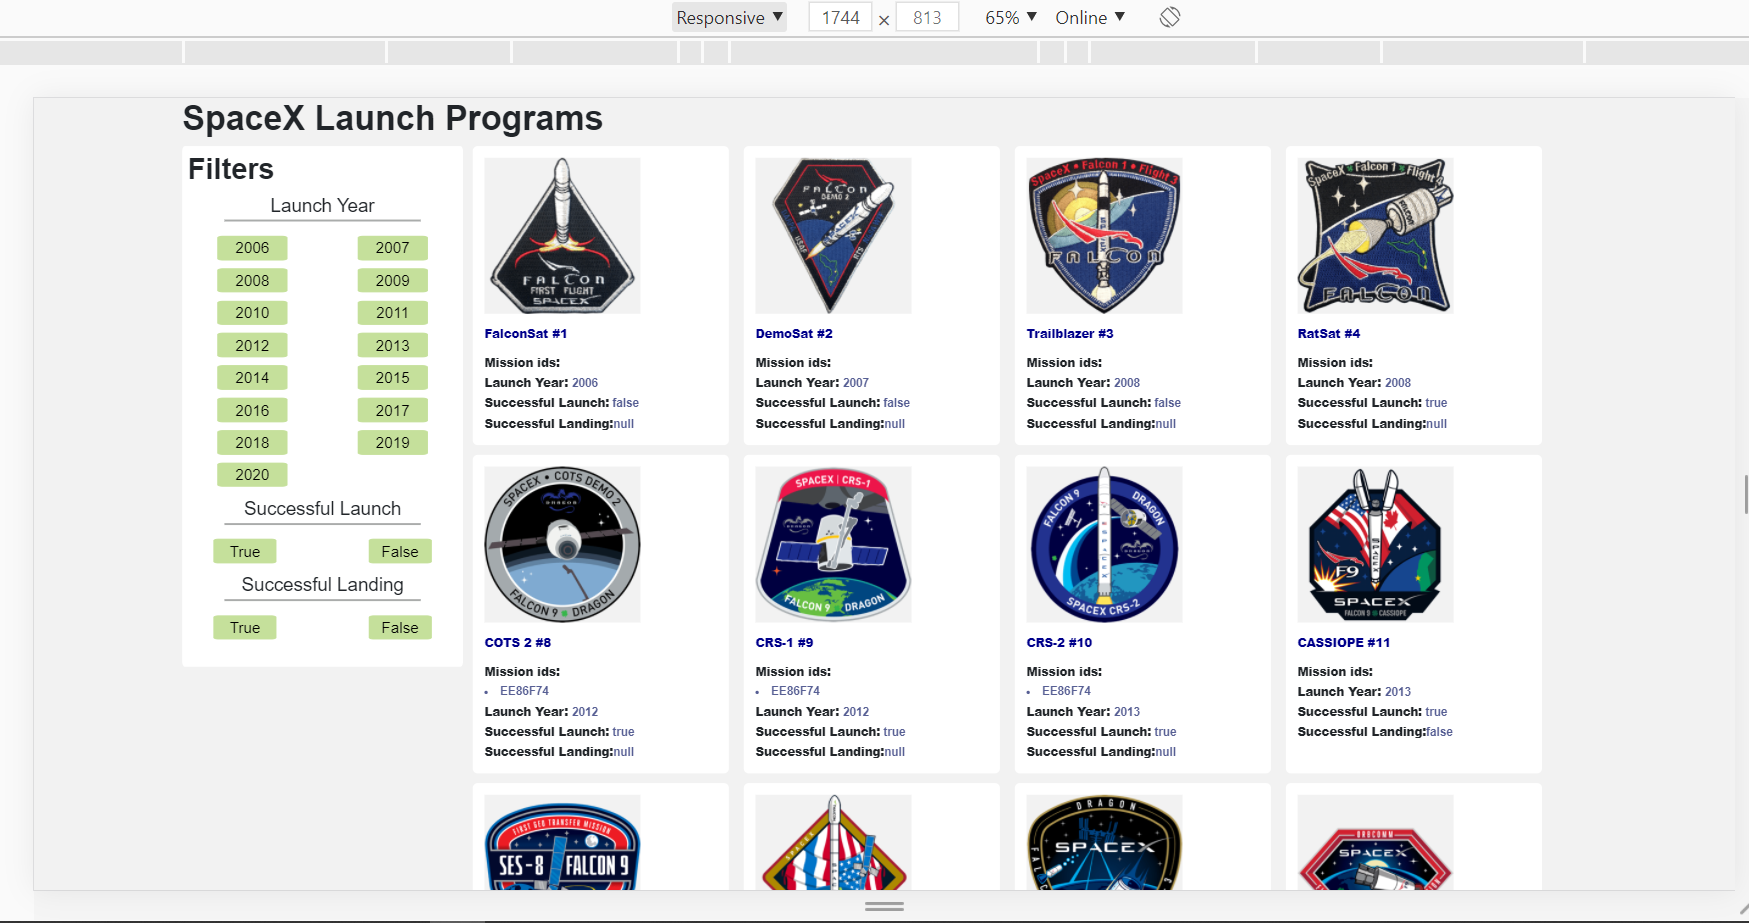 Responsive ▼ 1744 × 813 65% ▼ Online ▼
SpaceX Launch Programs
Filters
Launch Year
2006 2007
2008 2009
2010 2011
2012 2013
2014 2015
2016 2017
2018 2019
2020
Successful Launch
True False
Successful Landing
True False
FALCON
FIRST FLIGHT
SPACEX
FalconSat #1
Mission ids:
Launch Year: 2006
Successful Launch: false
Successful Landing:null
FALCON
DEMO 2
DemoSat #2
Mission ids:
Launch Year: 2007
Successful Launch: false
Successful Landing:null
SpaceX • Falcon 1 • Flight 3
FALCON
Trailblazer #3
Mission ids:
Launch Year: 2008
Successful Launch: false
Successful Landing:null
SpaceX Falcon 1 Flight 4
FALCON
RatSat #4
Mission ids:
Launch Year: 2008
Successful Launch: true
Successful Landing:null
SPACEX • COTS DEMO 2
DRAGON
FALCON 9 DRAGON
COTS 2 #8
Mission ids:
• EE86F74
Launch Year: 2012
Successful Launch: true
Successful Landing:null
SPACEX | CRS-1
DRAGON
FALCON 9 DRAGON
CRS-1 #9
Mission ids:
• EE86F74
Launch Year: 2012
Successful Launch: true
Successful Landing:null
FALCON 9 DRAGON
SPACEX
DRAGON
SPACEX CRS-2
CRS-2 #10
Mission ids:
• EE86F74
Launch Year: 2013
Successful Launch: true
Successful Landing:null
SPACEX
F9
SPACEX
FALCON 9 CASSIOPE
CASSIOPE #11
Mission ids:
Launch Year: 2013
Successful Launch: true
Successful Landing:false
FIRST GEO TRANSFER MISSION
SES-8 FALCON 9
SPACEX
DRAGON
SPACEX
ORBCOMM
SPACEX